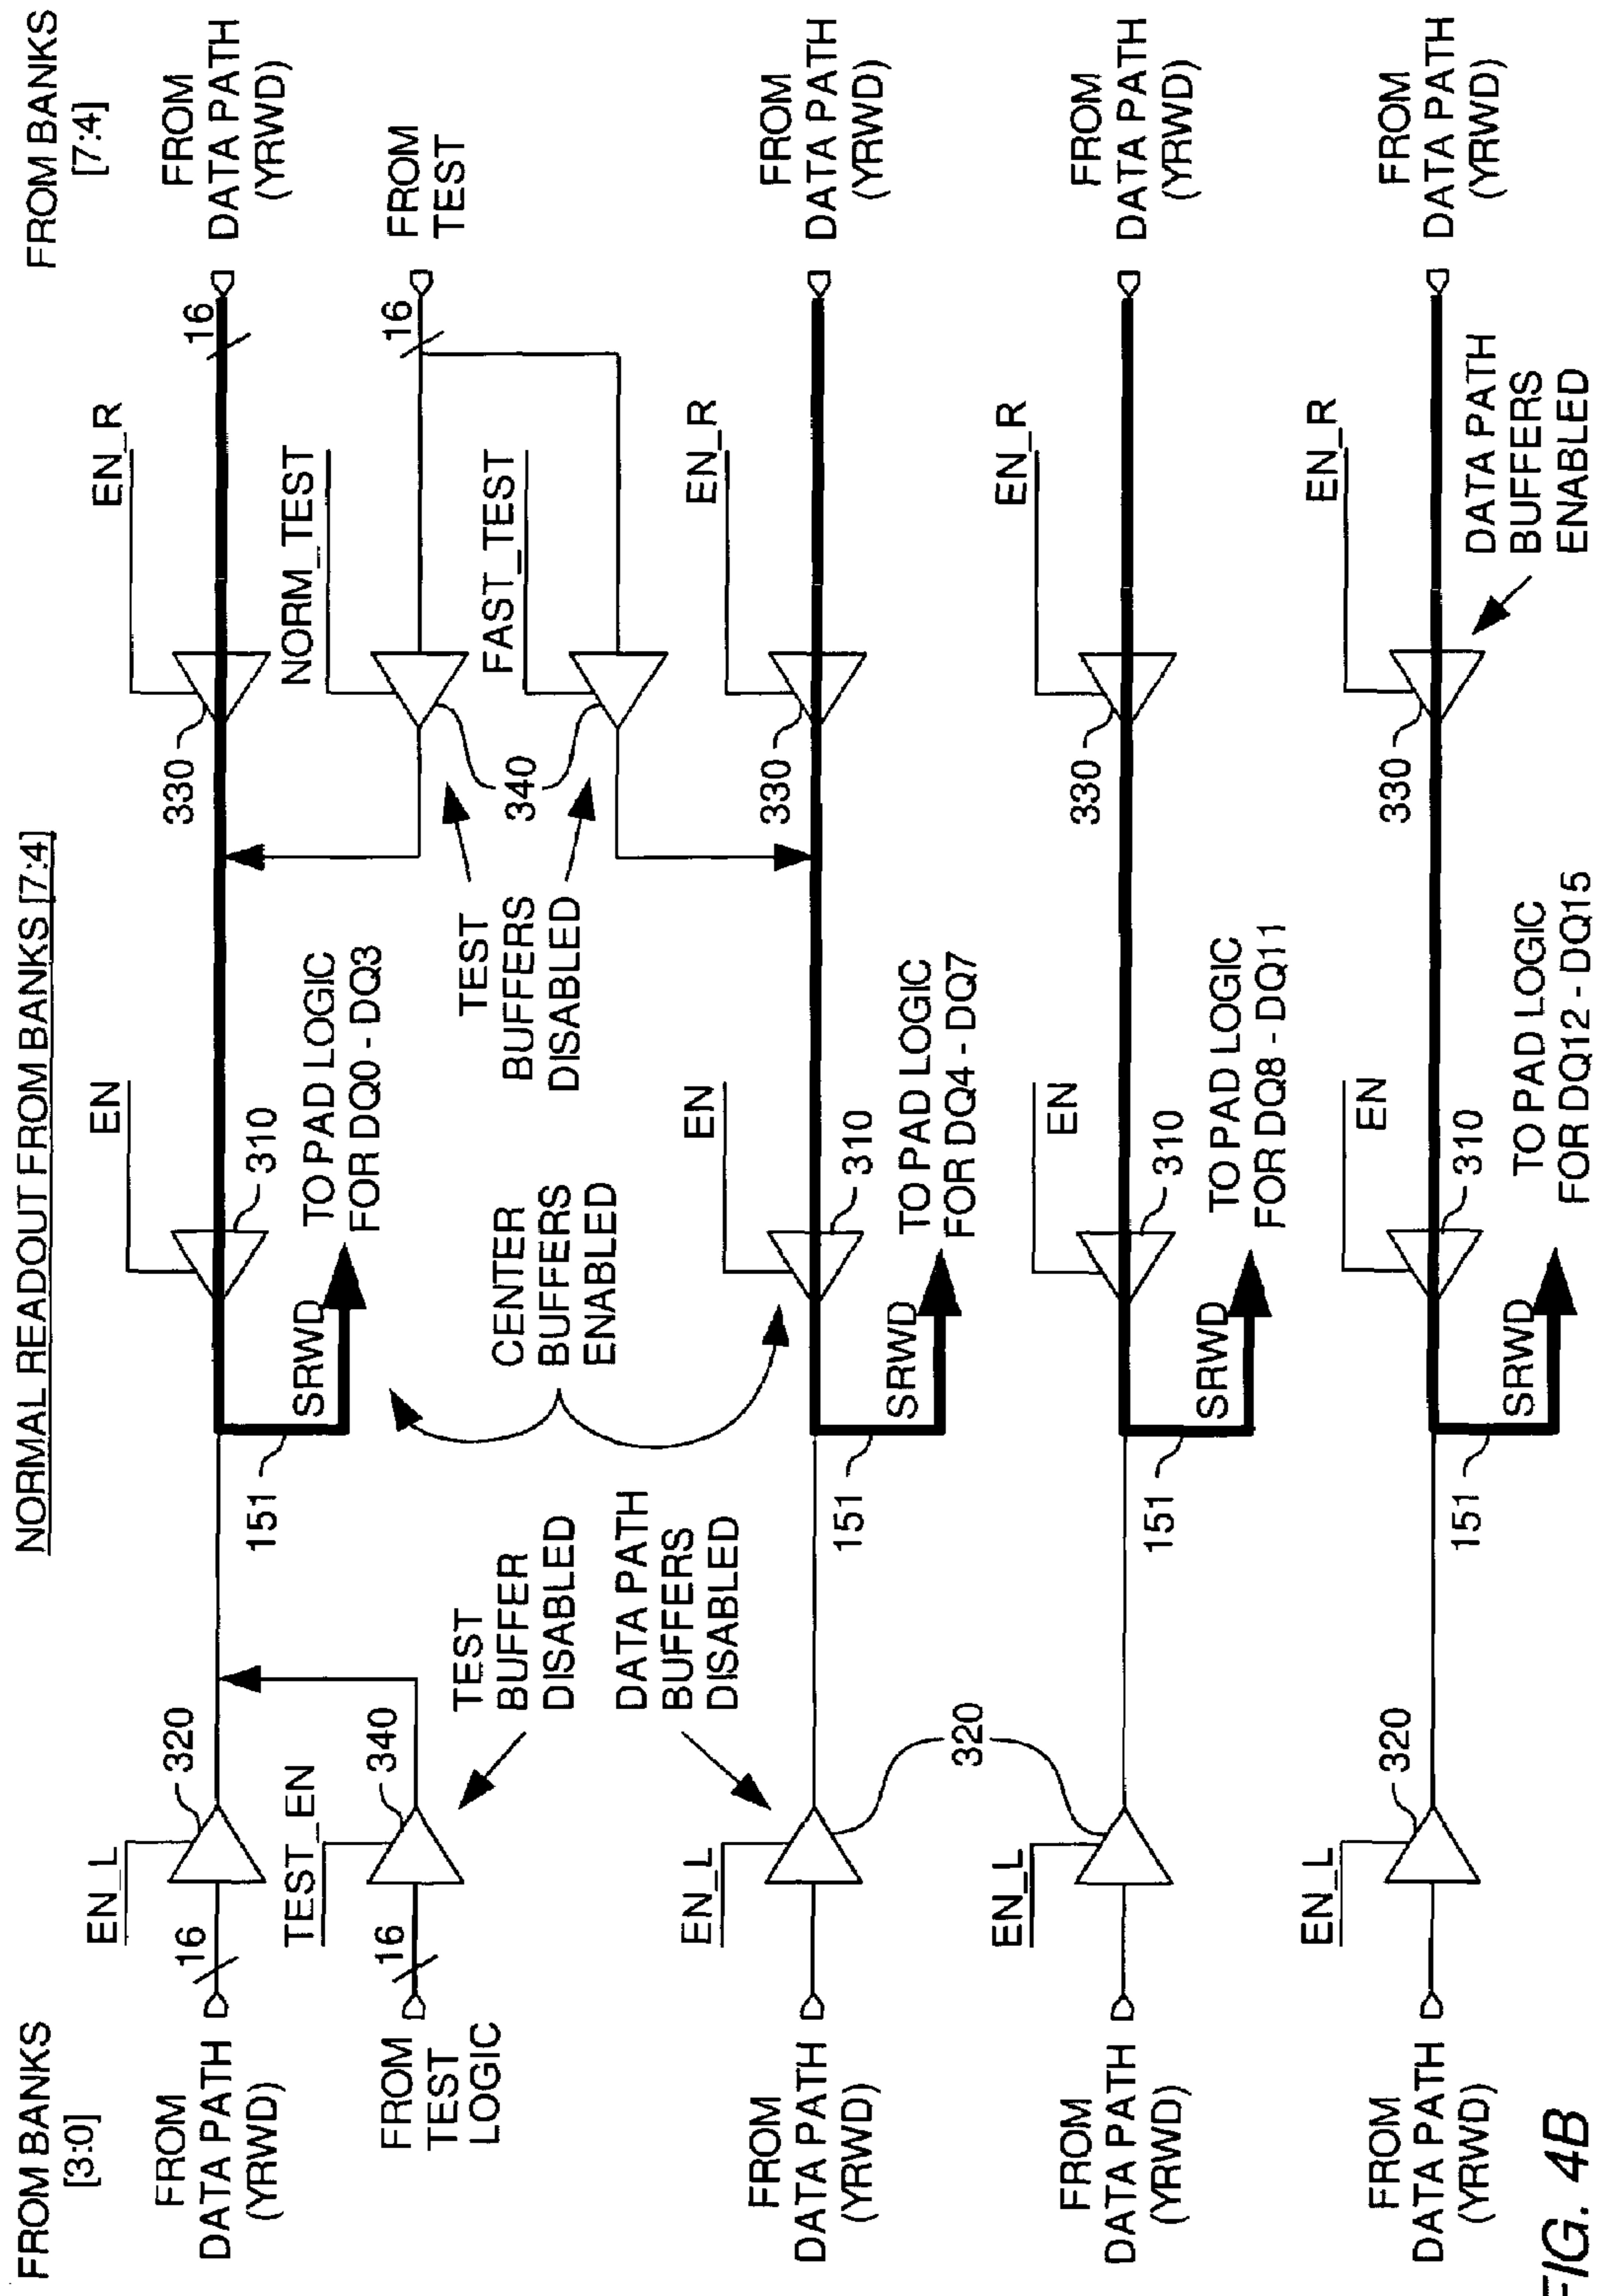 NORMAL READOUT FROM BANKS [7:4]
FROM BANKS
[3:0]
FROM BANKS
[7:4]
FROM
DATA PATH
(YRWD)
16
EN_L
320
151
SRWD
TO PAD LOGIC
FOR DQ0 - DQ3
EN
310
330
EN_R
16
FROM
DATA PATH
(YRWD)
FROM
TEST
LOGIC
16
TEST_EN
340
TEST
BUFFER
DISABLED
CENTER
BUFFERS
ENABLED
TEST
BUFFERS
DISABLED
340
NORM_TEST
FAST_TEST
16
FROM
TEST
DATA PATH
BUFFERS
DISABLED
FROM
DATA PATH
(YRWD)
EN_L
320
151
SRWD
TO PAD LOGIC
FOR DQ4 - DQ7
EN
310
330
EN_R
FROM
DATA PATH
(YRWD)
FROM
DATA PATH
(YRWD)
EN_L
151
SRWD
TO PAD LOGIC
FOR DQ8 - DQ11
EN
310
330
EN_R
FROM
DATA PATH
(YRWD)
FROM
DATA PATH
(YRWD)
EN_L
320
151
SRWD
TO PAD LOGIC
FOR DQ12 - DQ15
EN
310
330
EN_R
DATA PATH
BUFFERS
ENABLED
FROM
DATA PATH
(YRWD)
FIG. 4B